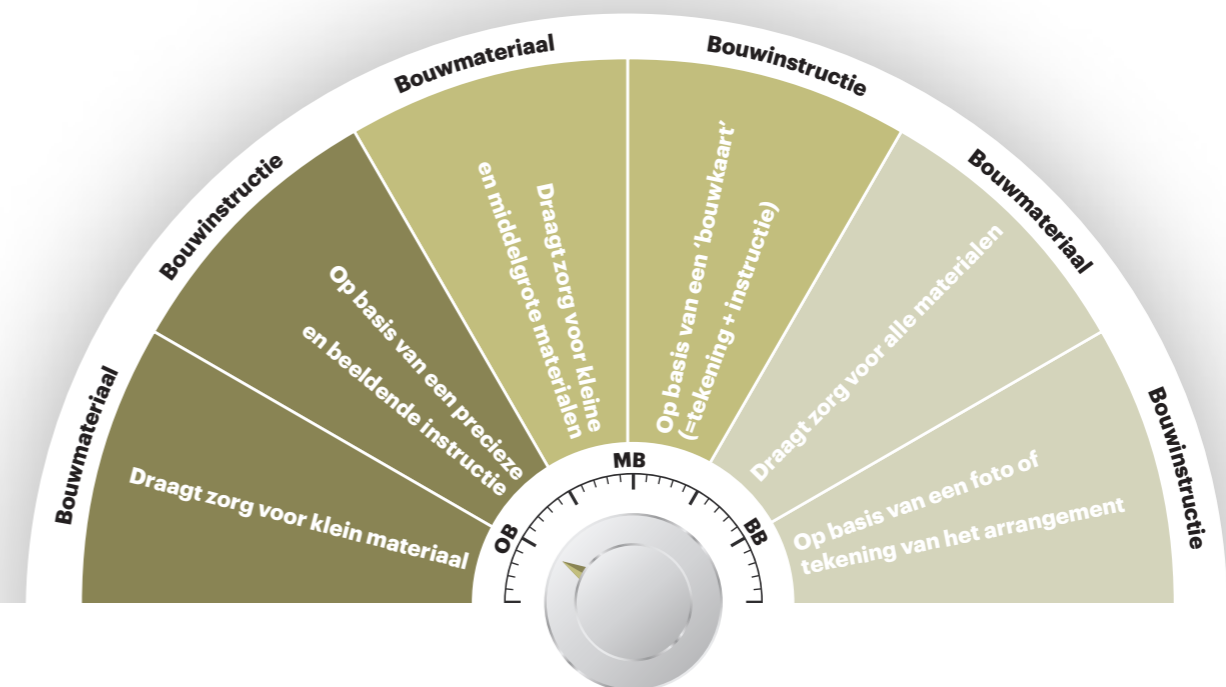 Bouwmateriaal
Draagt zorg voor klein materiaal
Bouwinstructie
Op basis van een precieze
en beeldende instructie
Bouwmateriaal
Draagt zorg voor kleine
en middelgrote materialen
Bouwinstructie
Op basis van een ‘bouwkaart’
(=tekening + instructie)
Bouwmateriaal
Draagt zorg voor alle materialen
Bouwinstructie
Op basis van een foto of
tekening van het arrangement
OB
MB
BB